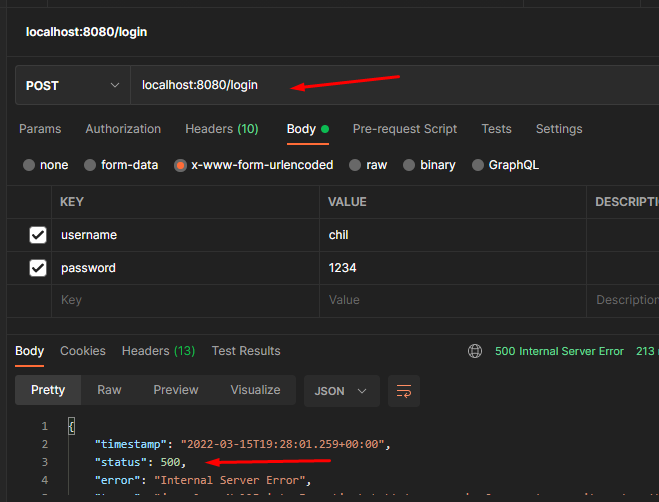 localhost:8080/login
POST localhost:8080/login
Params Authorization Headers (10) Body Pre-request Script Tests Settings
none form-data x-www-form-urlencoded raw binary GraphQL
KEY VALUE DESCRIPTI
username chil
password 1234
Key Value Description
Body Cookies Headers (13) Test Results 500 Internal Server Error 213
Pretty Raw Preview Visualize JSON
1 {
2 "timestamp": "2022-03-15T19:28:01.259+00:00",
3 "status": 500,
4 "error": "Internal Server Error",